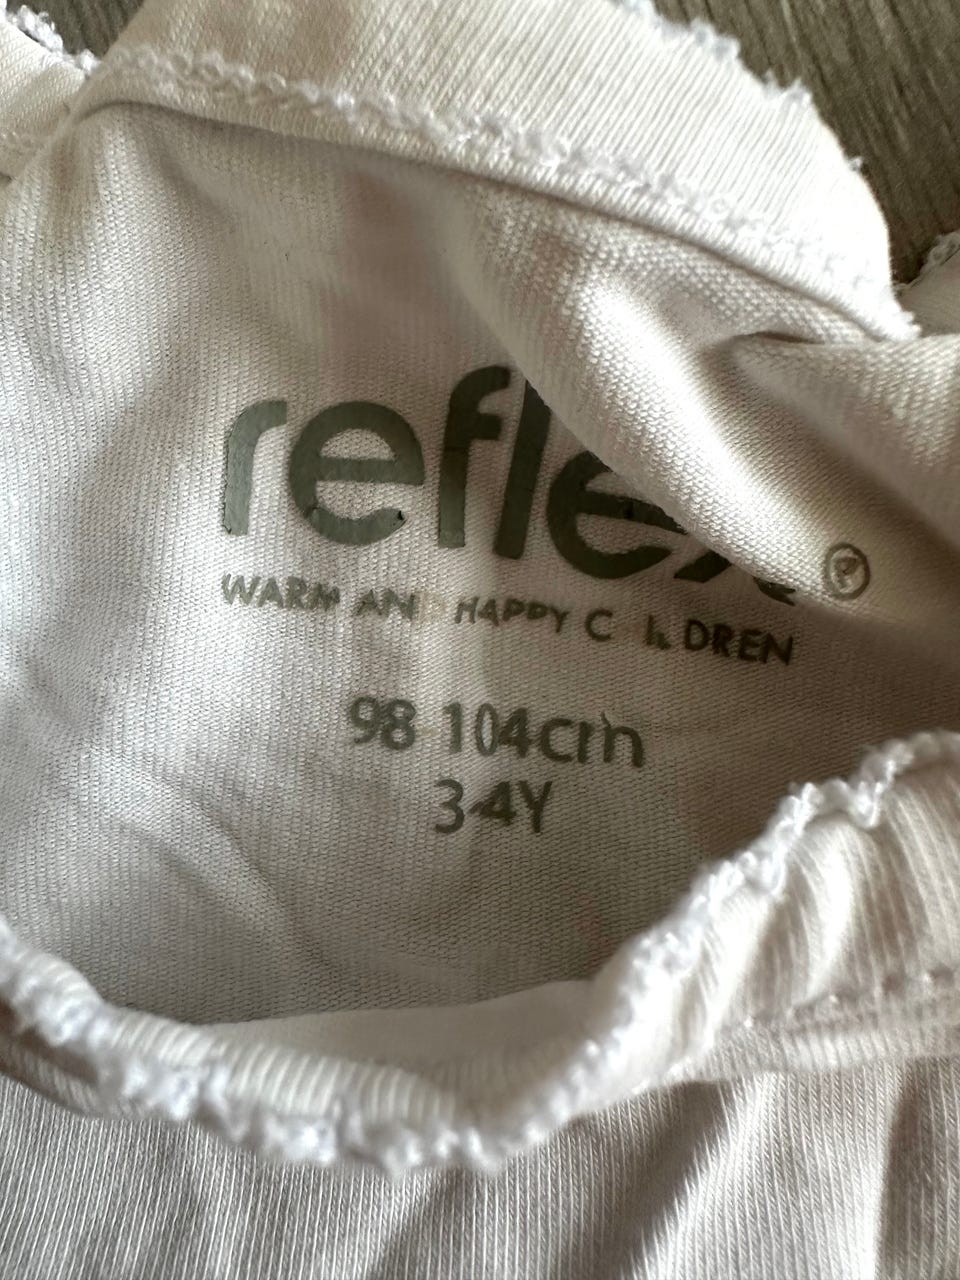 reflex®
WARM AND HAPPY CHILDREN
98-104cm
3-4Y